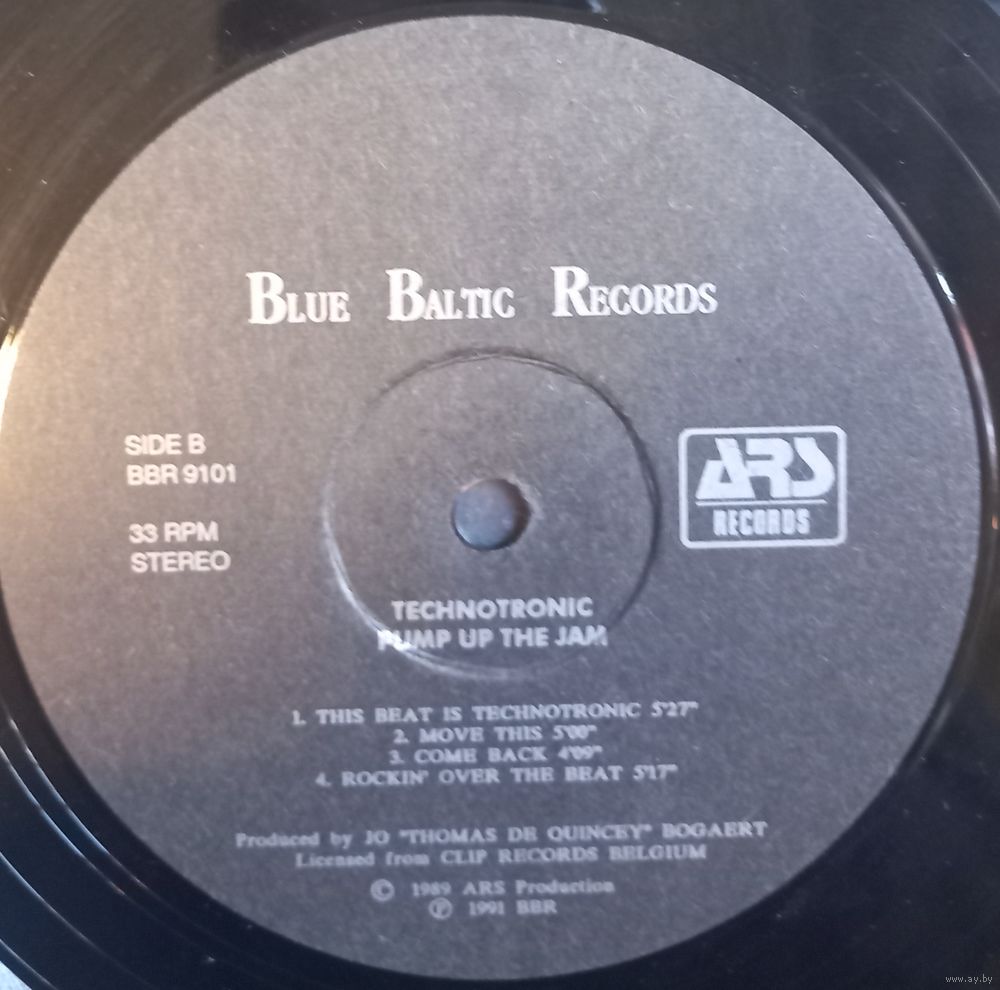 BLUE BALTIC RECORDS
SIDE B
BBR 9101
33 RPM
STEREO
ARS
RECORDS
TECHNOTRONIC
PUMP UP THE JAM
1. THIS BEAT IS TECHNOTRONIC 5'27"
2. MOVE THIS 5'00"
3. COME BACK 4'09"
4. ROCKIN' OVER THE BEAT 5'17"
Produced by JO "THOMAS DE QUINCEY" BOGAERT
Licensed from CLIP RECORDS BELGIUM
© 1989 ARS Production
℗ 1991 BBR
www.ay.by